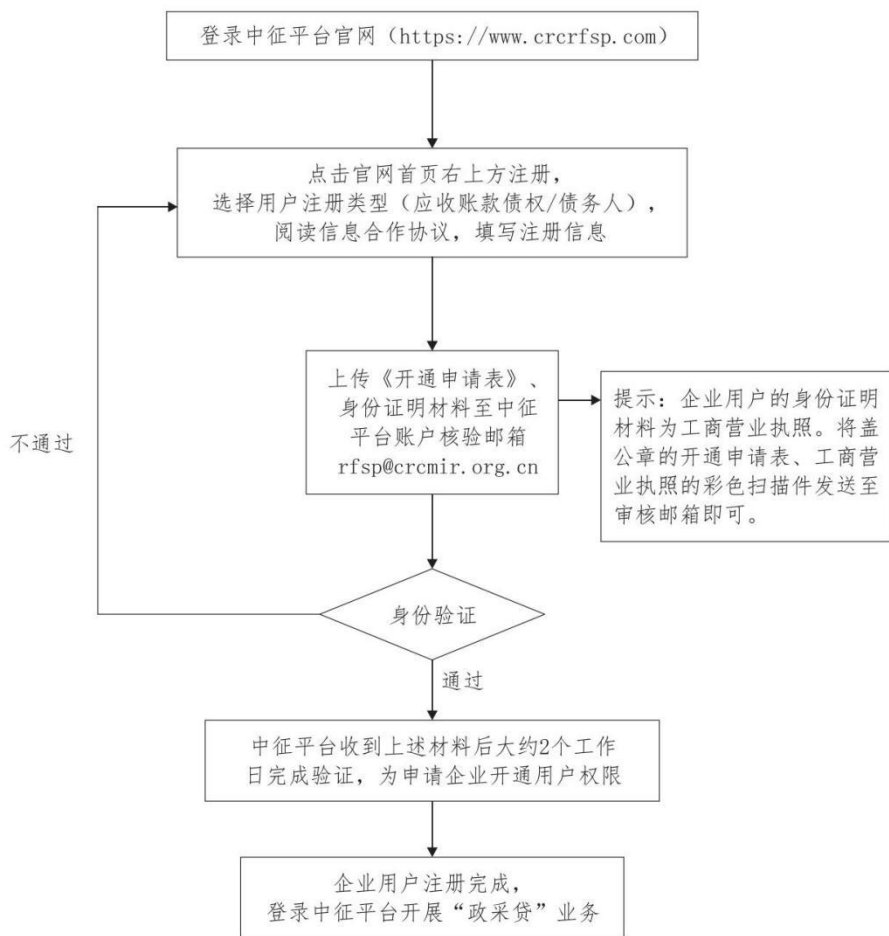 登录中征平台官网（https://www.crcrfsp.com）
点击官网首页右上方注册，
选择用户注册类型（应收账款债权/债务人），
阅读信息合作协议，填写注册信息
上传《开通申请表》、
身份证明材料至中征
平台账户核验邮箱
rfsp@crcmir.org.cn
提示：企业用户的身份证明
材料为工商营业执照。将盖
公章的开通申请表、工商营
业执照的彩色扫描件发送至
审核邮箱即可。
不通过
身份验证
通过
中征平台收到上述材料后大约2个工作
日完成验证，为申请企业开通用户权限
企业用户注册完成，
登录中征平台开展“政采贷”业务